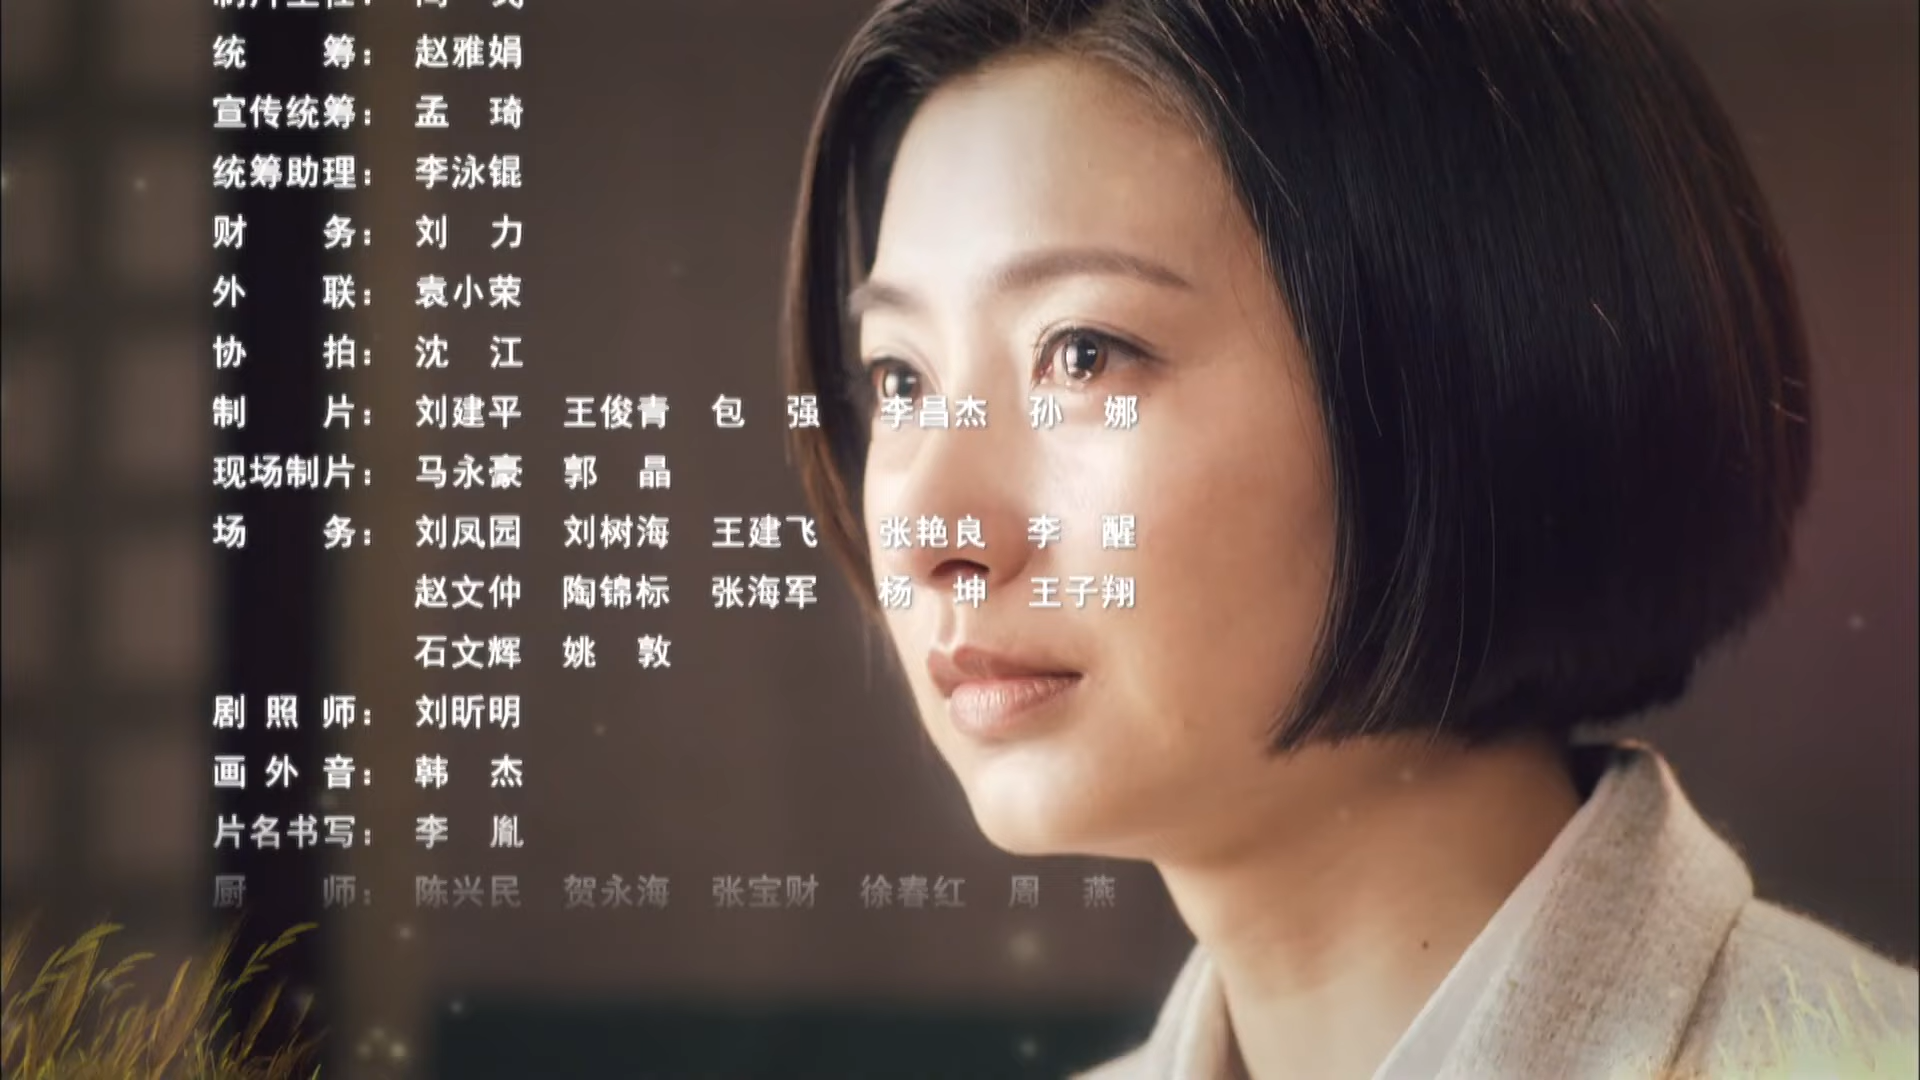 统筹：赵雅娟
宣传统筹：孟琦
统筹助理：李泳锟
财务：刘力
外联：袁小荣
协拍：沈江
制片：刘建平 王俊青 包强 李昌杰 孙娜
现场制片：马永豪 郭晶
场务：刘凤园 刘树海 王建飞 张艳良 李醒
赵文仲 陶锦标 张海军 杨坤 王子翔
石文辉 姚敦
剧照师：刘昕明
画外音：韩杰
片名书写：李胤
厨师：陈兴民 贺永海 张宝财 徐春红 周燕